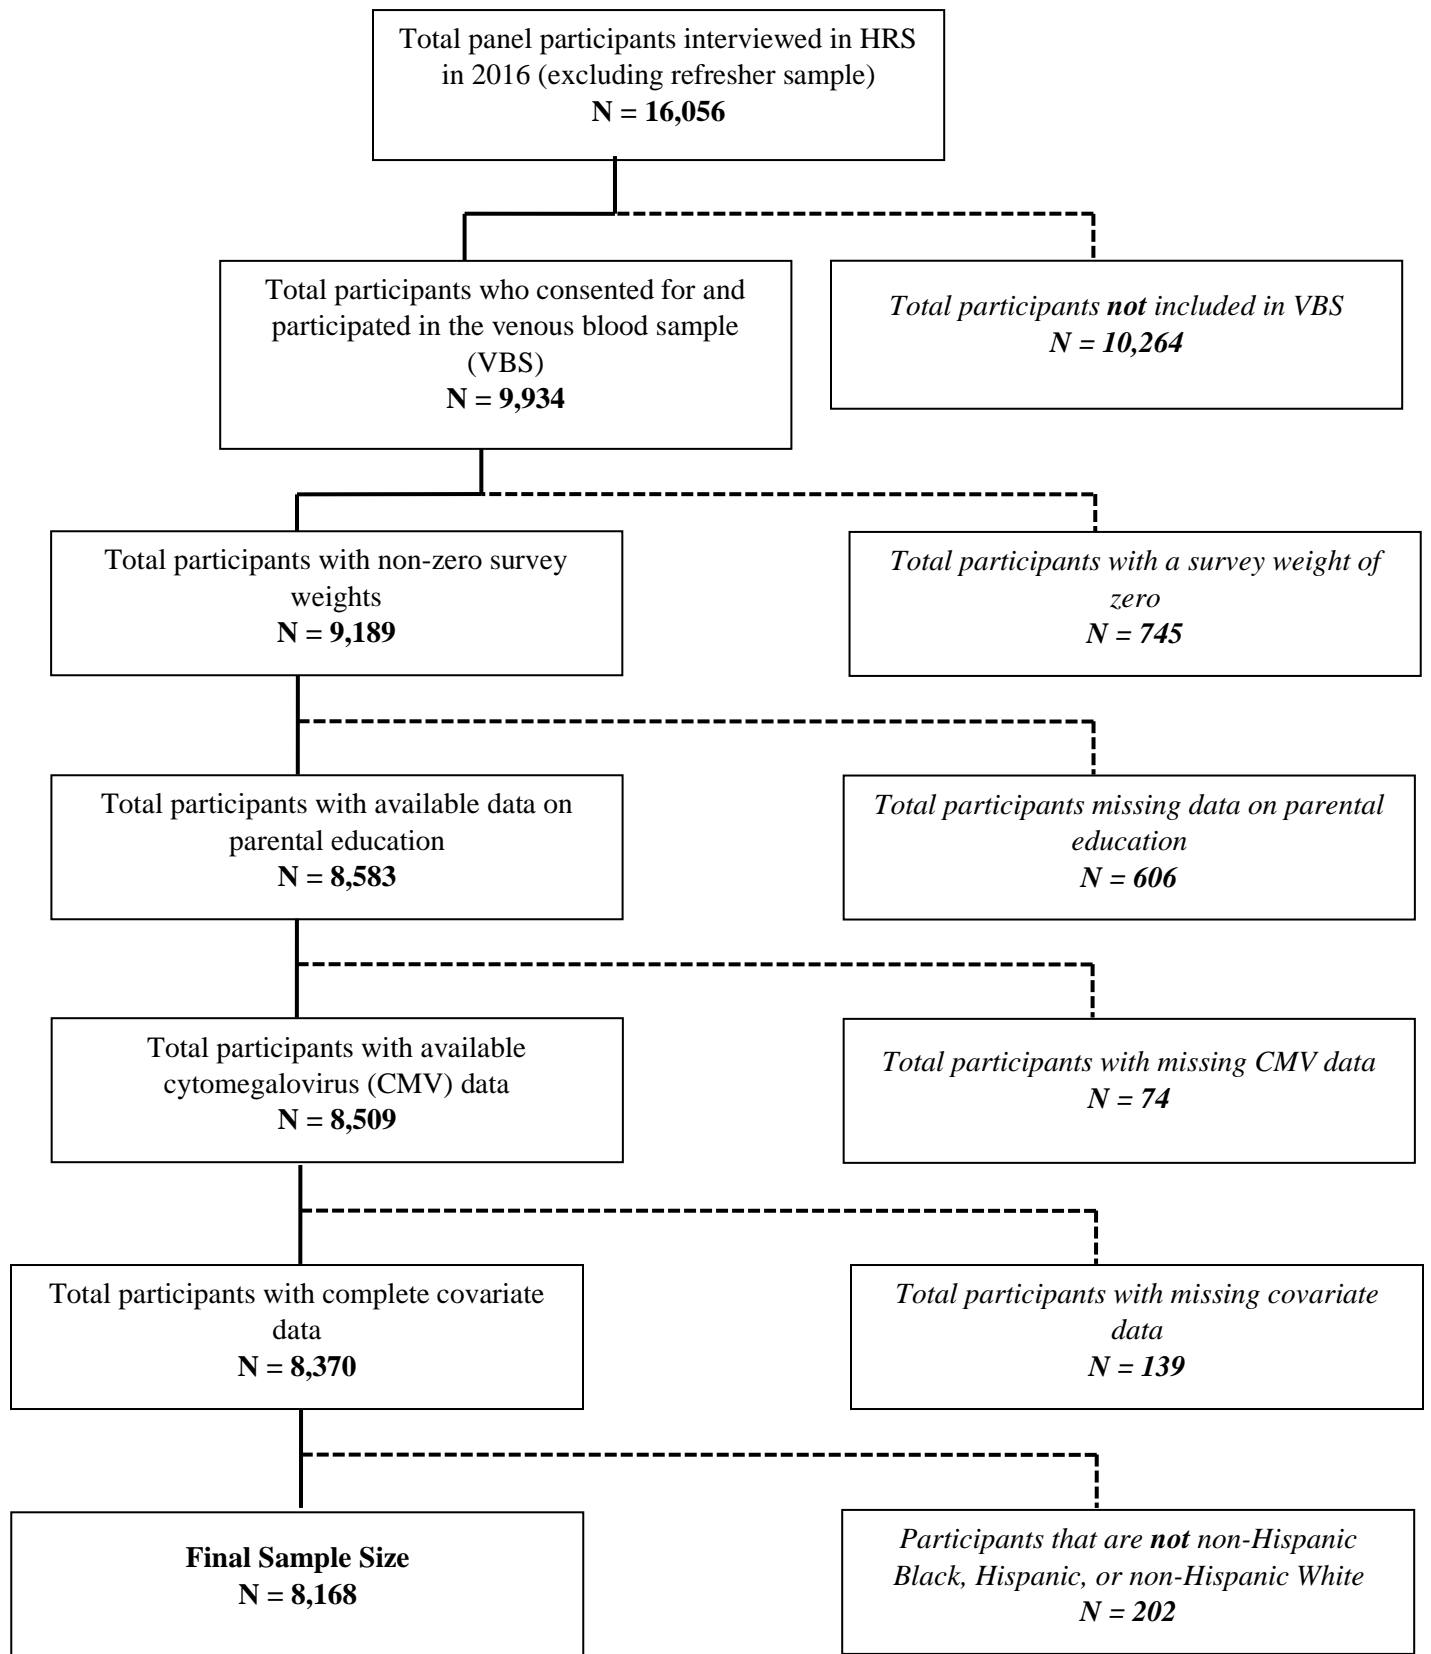 Total panel participants interviewed in HRS
in 2016 (excluding refresher sample)
N = 16,056
Total participants who consented for and
participated in the venous blood sample
(VBS)
N = 9,934
Total participants not included in VBS
N = 10,264
Total participants with non-zero survey
weights
N = 9,189
Total participants with a survey weight of
zero
N = 745
Total participants with available data on
parental education
N = 8,583
Total participants missing data on parental
education
N = 606
Total participants with available
cytomegalovirus (CMV) data
N = 8,509
Total participants with missing CMV data
N = 74
Total participants with complete covariate
data
N = 8,370
Total participants with missing covariate
data
N = 139
Final Sample Size
N = 8,168
Participants that are not non-Hispanic
Black, Hispanic, or non-Hispanic White
N = 202